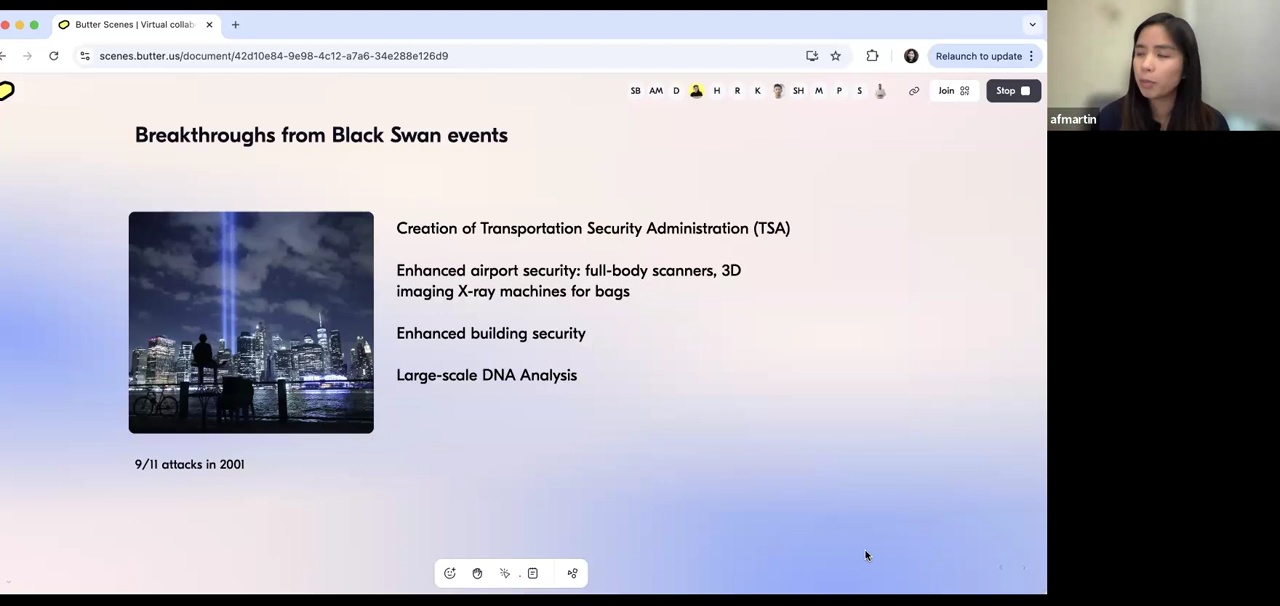 Butter Scenes | Virtual collab
scenes.butter.us/document/42d10e84-9e98-4c12-a7a6-34e288e126d9
Relaunch to update
SB AM D H R K SH M P S
Join
Stop
afmartin
Breakthroughs from Black Swan events
Creation of Transportation Security Administration (TSA)
Enhanced airport security: full-body scanners, 3D
imaging X-ray machines for bags
Enhanced building security
Large-scale DNA Analysis
9/11 attacks in 2001